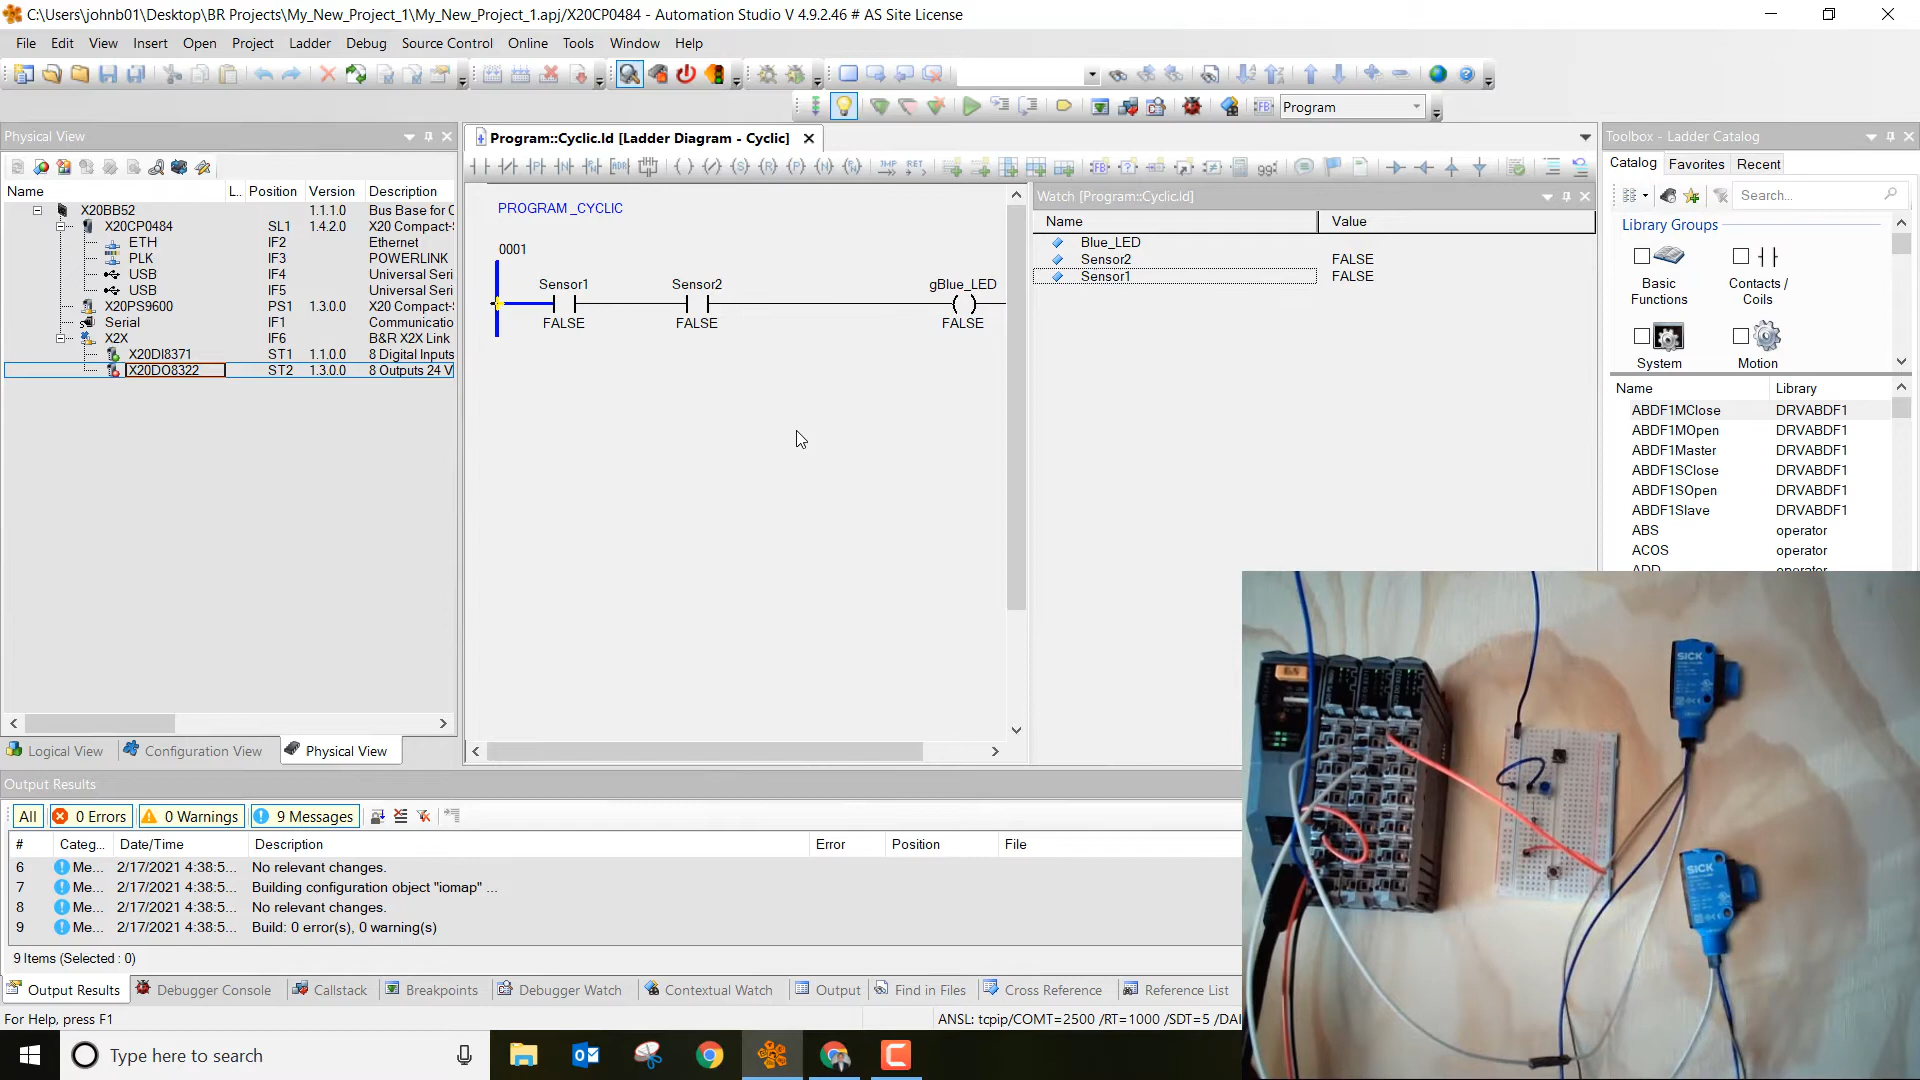 C:\Users\johnb01\Desktop\BR Projects\My_New_Project_1\My_New_Project_1.apj/X20CP0484 - Automation Studio V 4.9.2.46 # AS Site License
File Edit View Insert Open Project Ladder Debug Source Control Online Tools Window Help
Program
Physical View
Name L.. Position Version Description
X20BB52 1.1.1.0 Bus Base for C
X20CP0484 SL1 1.4.2.0 X20 Compact-
ETH IF2 Ethernet
PLK IF3 POWERLINK
USB IF4 Universal Seri
USB IF5 Universal Seri
X20PS9600 PS1 1.3.0.0 X20 Compact-
Serial IF1 Communicatio
X2X IF6 B&R X2X Link
X20DI8371 ST1 1.1.0.0 8 Digital Inputs
X20DO8322 ST2 1.3.0.0 8 Outputs 24 V
Logical View Configuration View Physical View
Program::Cyclic.ld [Ladder Diagram - Cyclic]
PROGRAM _CYCLIC
0001
Sensor1 Sensor2 gBlue_LED
FALSE FALSE FALSE
Watch [Program::Cyclic.ld]
Name Value
Blue_LED
Sensor2 FALSE
Sensor1 FALSE
Toolbox - Ladder Catalog
Catalog Favorites Recent
Search...
Library Groups
Basic Functions
Contacts / Coils
System
Motion
Name Library
ABDF1MClose DRVABDF1
ABDF1MOpen DRVABDF1
ABDF1Master DRVABDF1
ABDF1SClose DRVABDF1
ABDF1SOpen DRVABDF1
ABDF1Slave DRVABDF1
ABS operator
ACOS operator
ADD operator
SICK
SICK
Output Results
All 0 Errors 0 Warnings 9 Messages
# Categ... Date/Time Description Error Position File
6 Me... 2/17/2021 4:38:5... No relevant changes.
7 Me... 2/17/2021 4:38:5... Building configuration object "iomap" ...
8 Me... 2/17/2021 4:38:5... No relevant changes.
9 Me... 2/17/2021 4:38:5... Build: 0 error(s), 0 warning(s)
9 Items (Selected : 0)
Output Results Debugger Console Callstack Breakpoints Debugger Watch Contextual Watch Output Find in Files Cross Reference Reference List
For Help, press F1
ANSL: tcpip/COMT=2500 /RT=1000 /SDT=5 /DAI
Type here to search